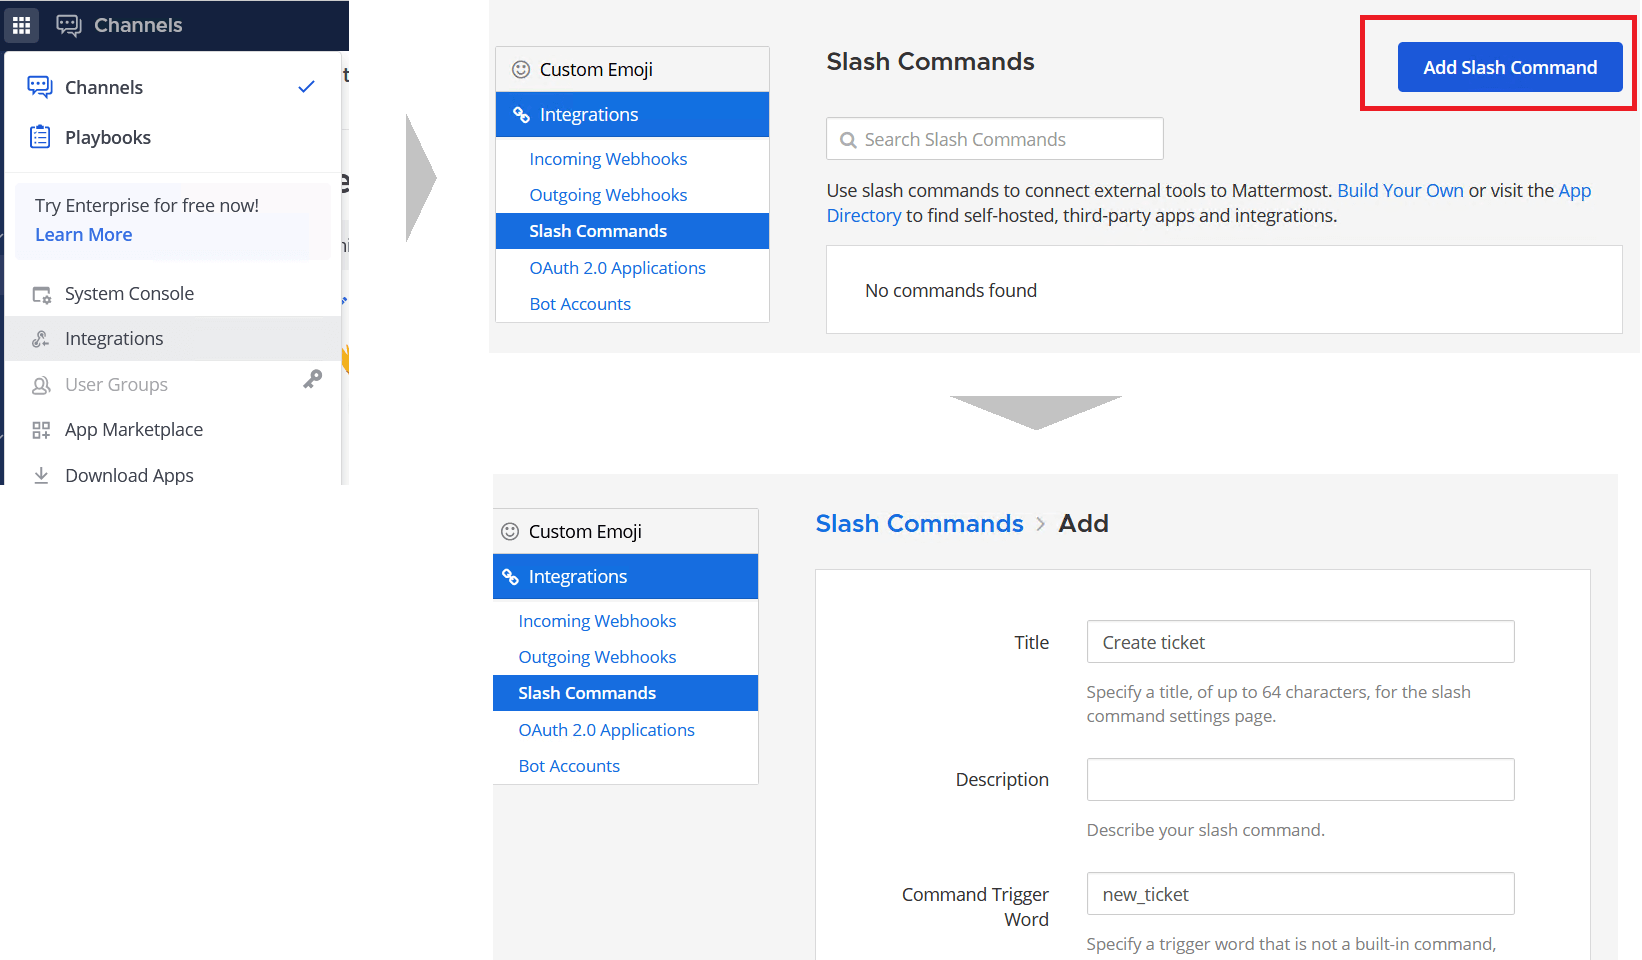 Channels
Channels
Playbooks
Try Enterprise for free now!
Learn More
System Console
Integrations
User Groups
App Marketplace
Download Apps
Custom Emoji
Integrations
Incoming Webhooks
Outgoing Webhooks
Slash Commands
OAuth 2.0 Applications
Bot Accounts
Slash Commands
Add Slash Command
Search Slash Commands
Use slash commands to connect external tools to Mattermost. Build Your Own or visit the App
Directory to find self-hosted, third-party apps and integrations.
No commands found
Custom Emoji
Integrations
Incoming Webhooks
Outgoing Webhooks
Slash Commands
OAuth 2.0 Applications
Bot Accounts
Slash Commands > Add
Title
Create ticket
Specify a title, of up to 64 characters, for the slash
command settings page.
Description
Describe your slash command.
Command Trigger
Word
new_ticket
Specify a trigger word that is not a built-in command,